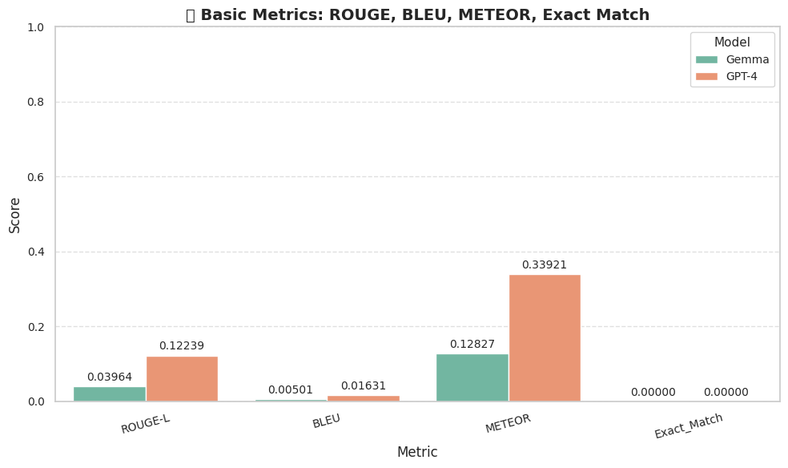 Basic Metrics: ROUGE, BLEU, METEOR, Exact Match
Score
1.0
0.8
0.6
0.4
0.2
0.0
Model
Gemma
GPT-4
0.03964
0.12239
0.00501
0.01631
0.12827
0.33921
0.00000
0.00000
ROUGE-L
BLEU
METEOR
Exact_Match
Metric